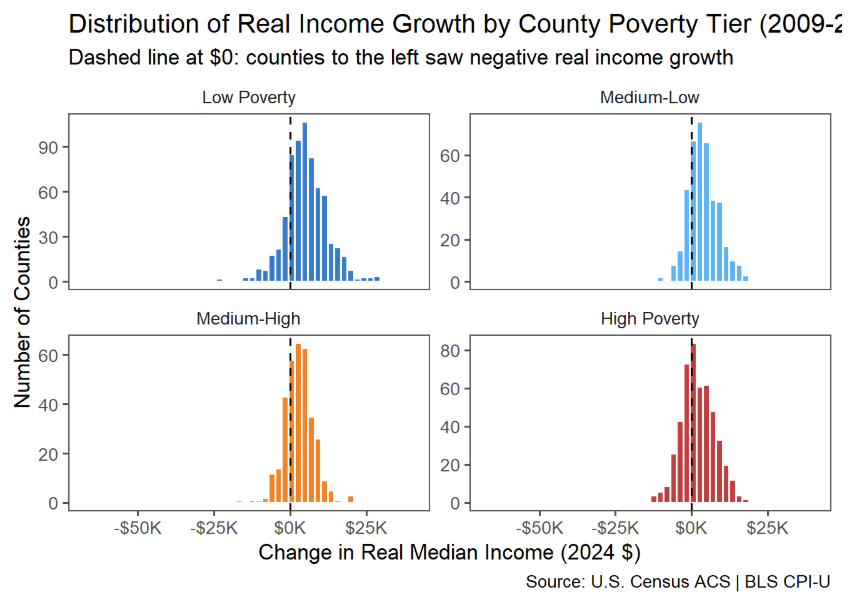 Distribution of Real Income Growth by County Poverty Tier (2009-2
Dashed line at $0: counties to the left saw negative real income growth
Low Poverty
Medium-Low
90
60
30
0
60
40
20
0
Medium-High
High Poverty
60
40
20
0
80
60
40
20
0
Number of Counties
-$50K -$25K $0K $25K
-$50K -$25K $0K $25K
Change in Real Median Income (2024 $)
Source: U.S. Census ACS | BLS CPI-U